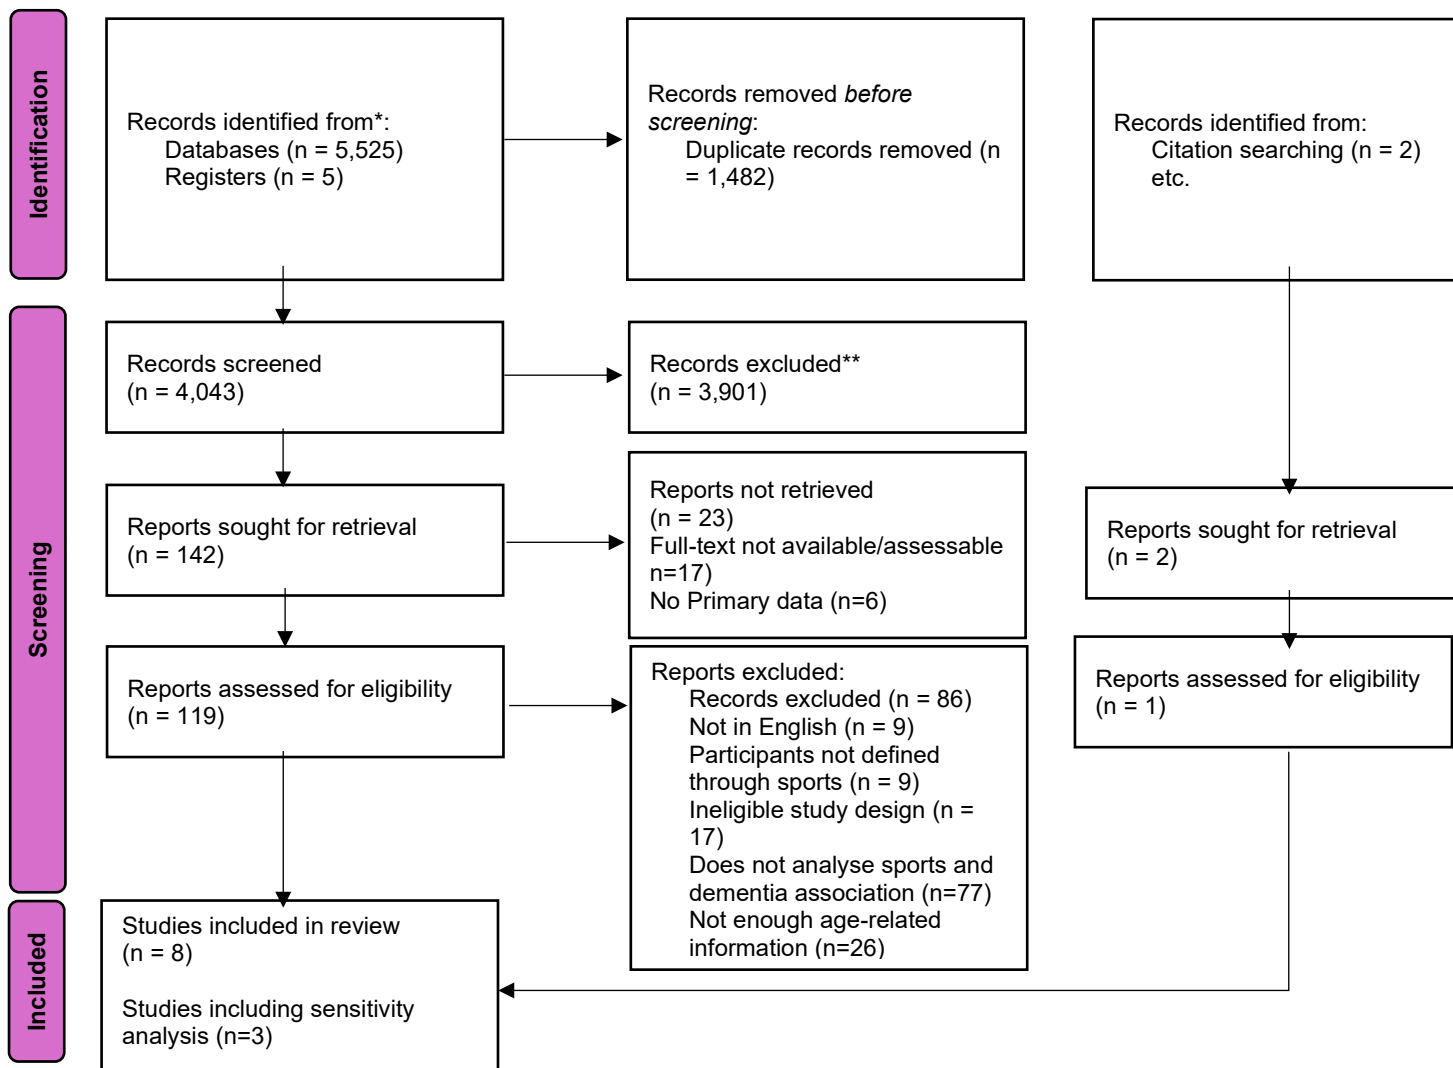 Identification
Records identified from*:
Databases (n = 5,525)
Registers (n = 5)
Records removed before
screening:
Duplicate records removed (n
= 1,482)
Records identified from:
Citation searching (n = 2)
etc.
Screening
Records screened
(n = 4,043)
Records excluded**
(n = 3,901)
Reports sought for retrieval
(n = 142)
Reports not retrieved
(n = 23)
Full-text not available/assessable
n=17)
No Primary data (n=6)
Reports sought for retrieval
(n = 2)
Reports assessed for eligibility
(n = 119)
Reports excluded:
Records excluded (n = 86)
Not in English (n = 9)
Participants not defined
through sports (n = 9)
Ineligible study design (n =
17)
Does not analyse sports and
dementia association (n=77)
Not enough age-related
information (n=26)
Reports assessed for eligibility
(n = 1)
Included
Studies included in review
(n = 8)
Studies including sensitivity
analysis (n=3)